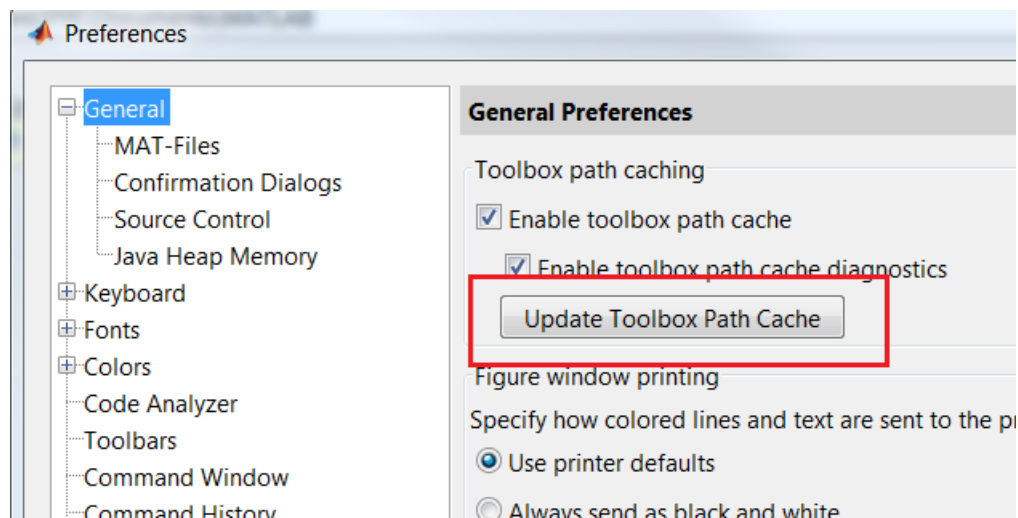 Preferences
General
MAT-Files
Confirmation Dialogs
Source Control
Java Heap Memory
Keyboard
Fonts
Colors
Code Analyzer
Toolbars
Command Window
Command History
General Preferences
Toolbox path caching
Enable toolbox path cache
Enable toolbox path cache diagnostics
Update Toolbox Path Cache
Figure window printing
Specify how colored lines and text are sent to the
Use printer defaults
Always send as black and white